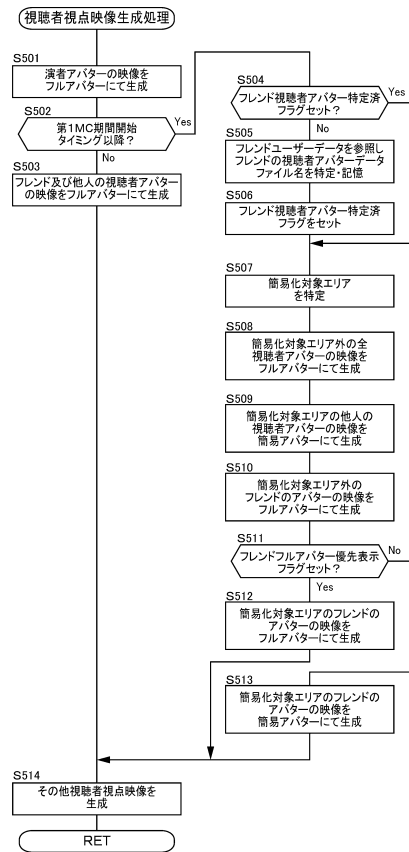 視聴者視点映像生成処理
S501
演者アバターの映像を
フルアバターにて生成
S502
第1MC期間開始
タイミング以降？
Yes
No
S503
フレンド及び他人の視聴者アバター
の映像をフルアバターにて生成
S504
フレンド視聴者アバター特定済
フラグセット？
Yes
No
S505
フレンドユーザーデータを参照し
フレンドの視聴者アバターデータ
ファイル名を特定・記憶
S506
フレンド視聴者アバター特定済
フラグをセット
S507
簡易化対象エリア
を特定
S508
簡易化対象エリア外の全
視聴者アバターの映像を
フルアバターにて生成
S509
簡易化対象エリアの他人の
視聴者アバターの映像を
簡易アバターにて生成
S510
簡易化対象エリア外の
フレンドのアバターの映像を
フルアバターにて生成
S511
フレンドフルアバター優先表示
フラグセット？
No
Yes
S512
簡易化対象エリアのフレンドの
アバターの映像を
フルアバターにて生成
S513
簡易化対象エリアのフレンドの
アバターの映像を
簡易アバターにて生成
S514
その他視聴者視点映像を
生成
RET